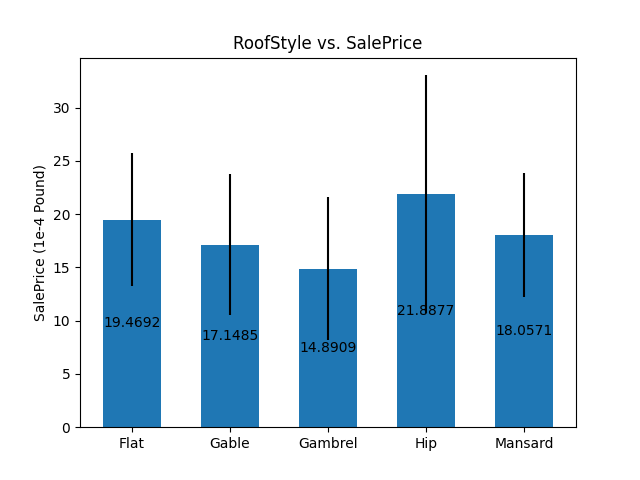 RoofStyle vs. SalePrice
SalePrice (1e-4 Pound)
30
25
20
15
10
5
0
19.4692
17.1485
14.8909
21.8877
18.0571
Flat
Gable
Gambrel
Hip
Mansard